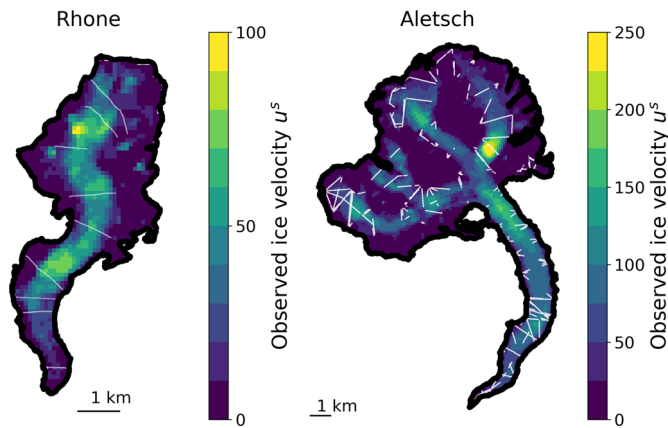 Rhone
Aletsch
100
50
0
Observed ice velocity u^s
250
200
150
100
50
0
Observed ice velocity u^s
1 km
1 km